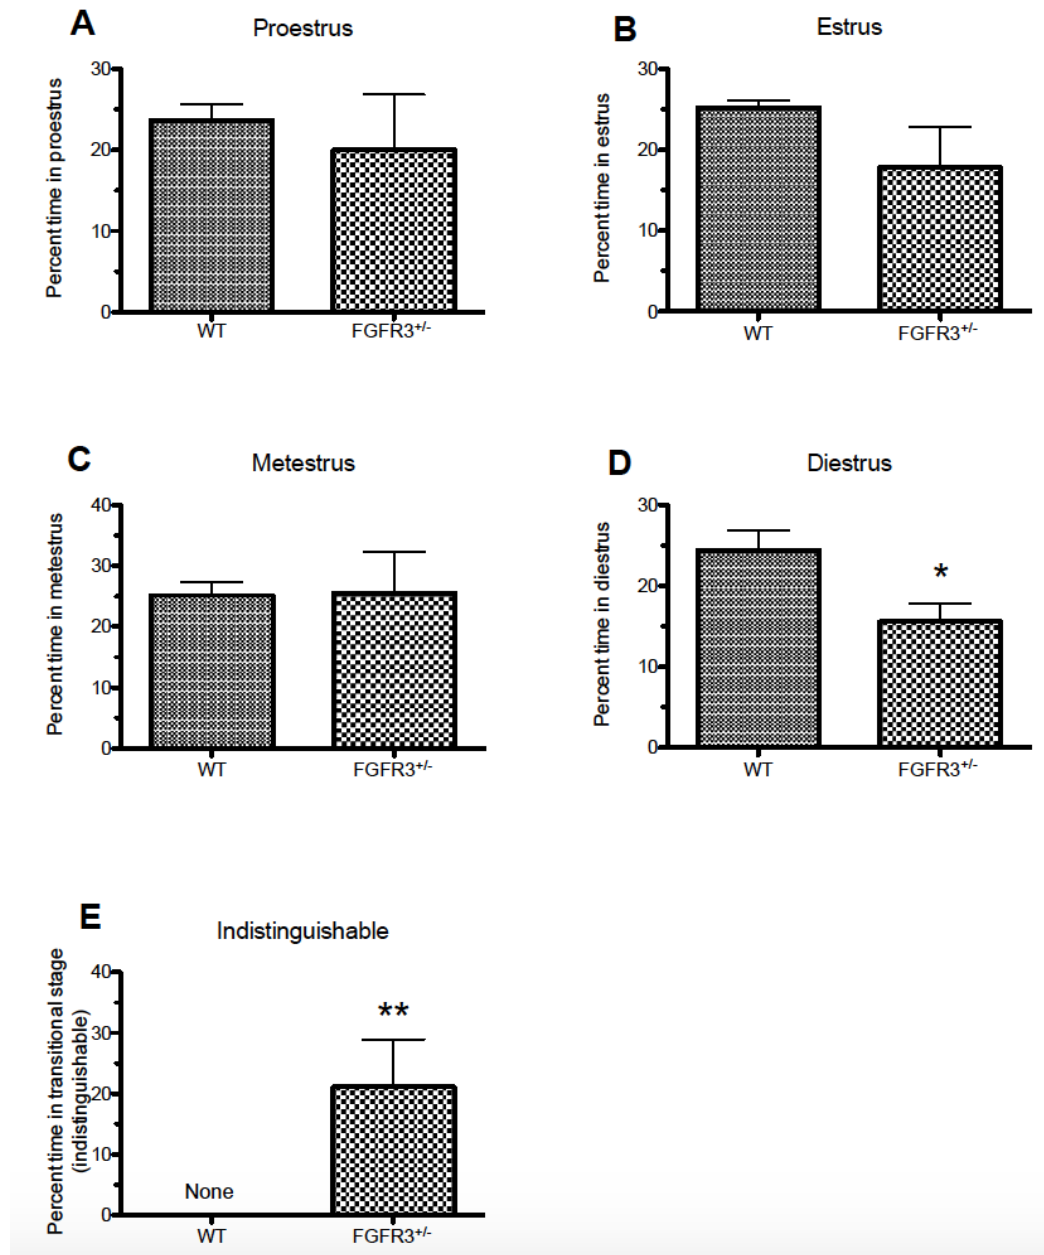 A
Proestrus
Percent time in proestrus
30
20
10
0
WT
FGFR3+/-
B
Estrus
Percent time in estrus
30
20
10
0
WT
FGFR3+/-
C
Metestrus
Percent time in metestrus
40
30
20
10
0
WT
FGFR3+/-
D
Diestrus
Percent time in diestrus
30
20
10
0
*
WT
FGFR3+/-
E
Indistinguishable
Percent time in transitional stage
(indistinguishable)
40
30
20
10
0
**
None
WT
FGFR3+/-